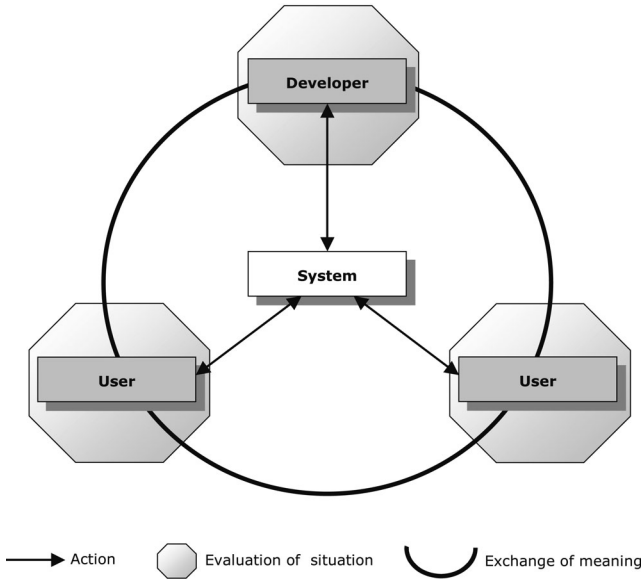 Developer
System
User
User
Action
Evaluation of situation
Exchange of meaning